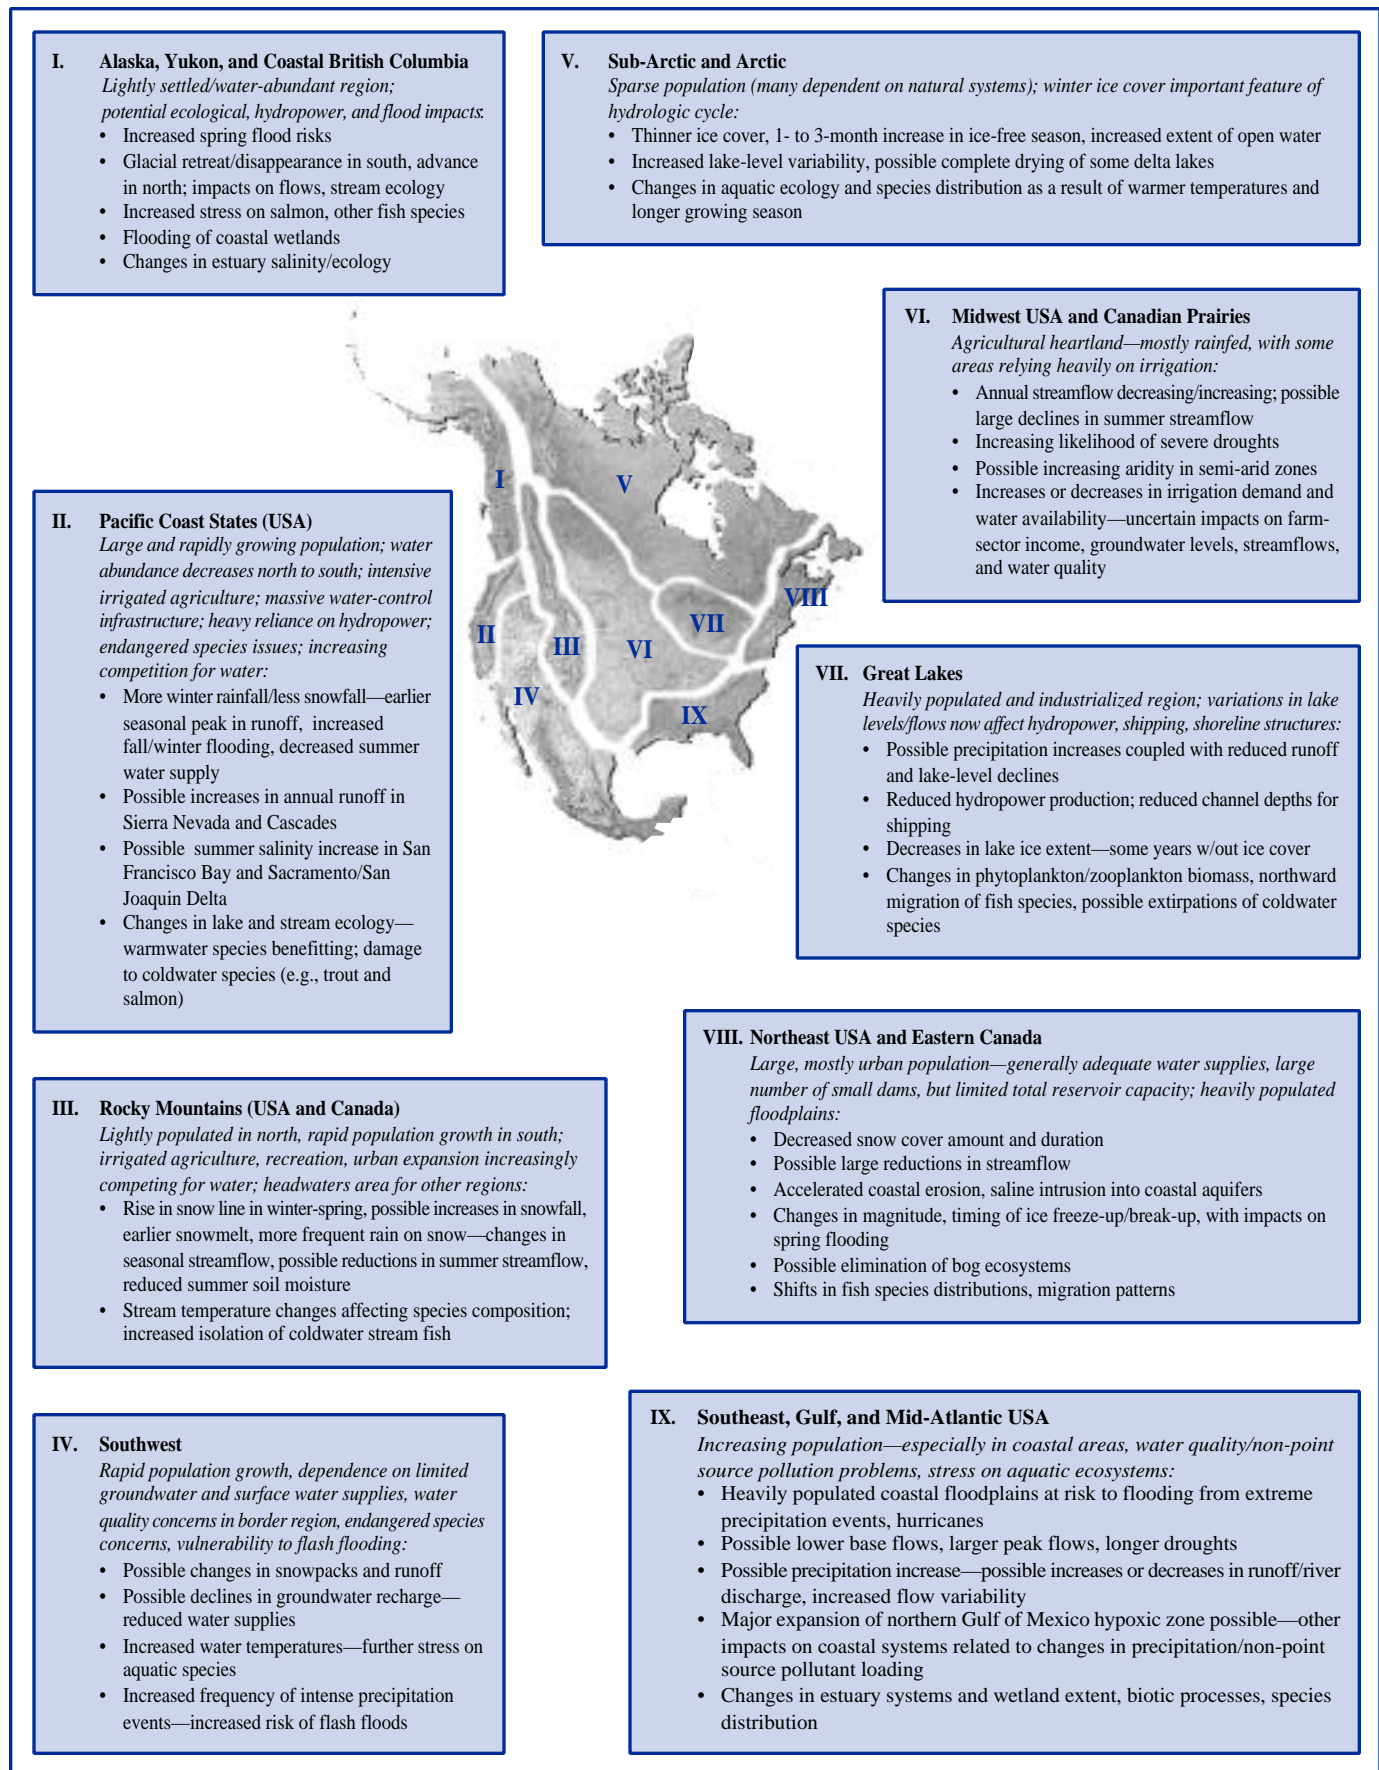 I. Alaska, Yukon, and Coastal British Columbia
Lightly settled/water-abundant region;
potential ecological, hydropower, and flood impacts:
• Increased spring flood risks
• Glacial retreat/disappearance in south, advance
in north; impacts on flows, stream ecology
• Increased stress on salmon, other fish species
• Flooding of coastal wetlands
• Changes in estuary salinity/ecology
V. Sub-Arctic and Arctic
Sparse population (many dependent on natural systems); winter ice cover important feature of
hydrologic cycle:
• Thinner ice cover, 1- to 3-month increase in ice-free season, increased extent of open water
• Increased lake-level variability, possible complete drying of some delta lakes
• Changes in aquatic ecology and species distribution as a result of warmer temperatures and
longer growing season
VI. Midwest USA and Canadian Prairies
Agricultural heartland—mostly rainfed, with some
areas relying heavily on irrigation:
• Annual streamflow decreasing/increasing; possible
large declines in summer streamflow
• Increasing likelihood of severe droughts
• Possible increasing aridity in semi-arid zones
• Increases or decreases in irrigation demand and
water availability—uncertain impacts on farm-
sector income, groundwater levels, streamflows,
and water quality
I
V
VIII
VII
II
III
VI
IV
IX
II. Pacific Coast States (USA)
Large and rapidly growing population; water
abundance decreases north to south; intensive
irrigated agriculture; massive water-control
infrastructure; heavy reliance on hydropower;
endangered species issues; increasing
competition for water:
• More winter rainfall/less snowfall—earlier
seasonal peak in runoff, increased
fall/winter flooding, decreased summer
water supply
• Possible increases in annual runoff in
Sierra Nevada and Cascades
• Possible summer salinity increase in San
Francisco Bay and Sacramento/San
Joaquin Delta
• Changes in lake and stream ecology—
warmwater species benefitting; damage
to coldwater species (e.g., trout and
salmon)
VII. Great Lakes
Heavily populated and industrialized region; variations in lake
levels/flows now affect hydropower, shipping, shoreline structures:
• Possible precipitation increases coupled with reduced runoff
and lake-level declines
• Reduced hydropower production; reduced channel depths for
shipping
• Decreases in lake ice extent—some years w/out ice cover
• Changes in phytoplankton/zooplankton biomass, northward
migration of fish species, possible extirpations of coldwater
species
VIII. Northeast USA and Eastern Canada
Large, mostly urban population—generally adequate water supplies, large
number of small dams, but limited total reservoir capacity; heavily populated
floodplains:
• Decreased snow cover amount and duration
• Possible large reductions in streamflow
• Accelerated coastal erosion, saline intrusion into coastal aquifers
• Changes in magnitude, timing of ice freeze-up/break-up, with impacts on
spring flooding
• Possible elimination of bog ecosystems
• Shifts in fish species distributions, migration patterns
III. Rocky Mountains (USA and Canada)
Lightly populated in north, rapid population growth in south;
irrigated agriculture, recreation, urban expansion increasingly
competing for water; headwaters area for other regions:
• Rise in snow line in winter-spring, possible increases in snowfall,
earlier snowmelt, more frequent rain on snow—changes in
seasonal streamflow, possible reductions in summer streamflow,
reduced summer soil moisture
• Stream temperature changes affecting species composition;
increased isolation of coldwater stream fish
IV. Southwest
Rapid population growth, dependence on limited
groundwater and surface water supplies, water
quality concerns in border region, endangered species
concerns, vulnerability to flash flooding:
• Possible changes in snowpacks and runoff
• Possible declines in groundwater recharge—
reduced water supplies
• Increased water temperatures—further stress on
aquatic species
• Increased frequency of intense precipitation
events—increased risk of flash floods
IX. Southeast, Gulf, and Mid-Atlantic USA
Increasing population—especially in coastal areas, water quality/non-point
source pollution problems, stress on aquatic ecosystems:
• Heavily populated coastal floodplains at risk to flooding from extreme
precipitation events, hurricanes
• Possible lower base flows, larger peak flows, longer droughts
• Possible precipitation increase—possible increases or decreases in runoff/river
discharge, increased flow variability
• Major expansion of northern Gulf of Mexico hypoxic zone possible—other
impacts on coastal systems related to changes in precipitation/non-point
source pollutant loading
• Changes in estuary systems and wetland extent, biotic processes, species
distribution